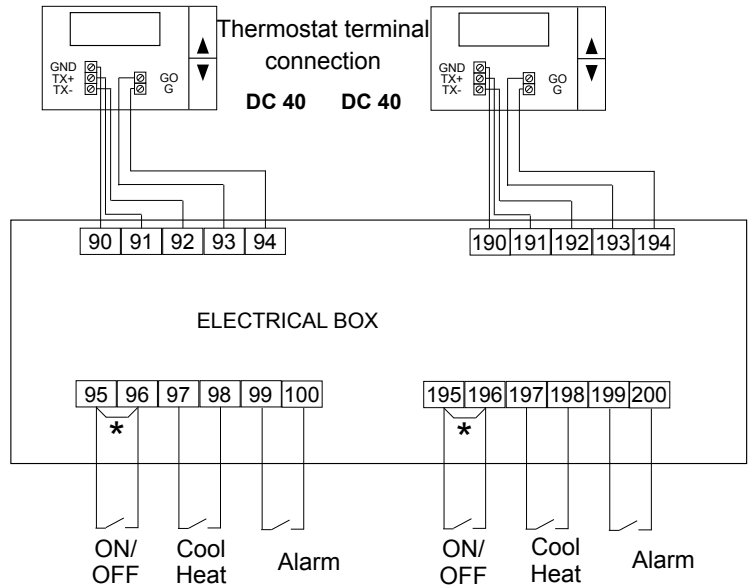 Thermostat terminal
connection
DC 40 DC 40
GND
TX+
TX-
GO
G
GND
TX+
TX-
GO
G
90 91 92 93 94
190 191 192 193 194
ELECTRICAL BOX
95 96 97 98 99 100
195 196 197 198 199 200
* *
ON/
OFF
Cool
Heat
Alarm
ON/
OFF
Cool
Heat
Alarm